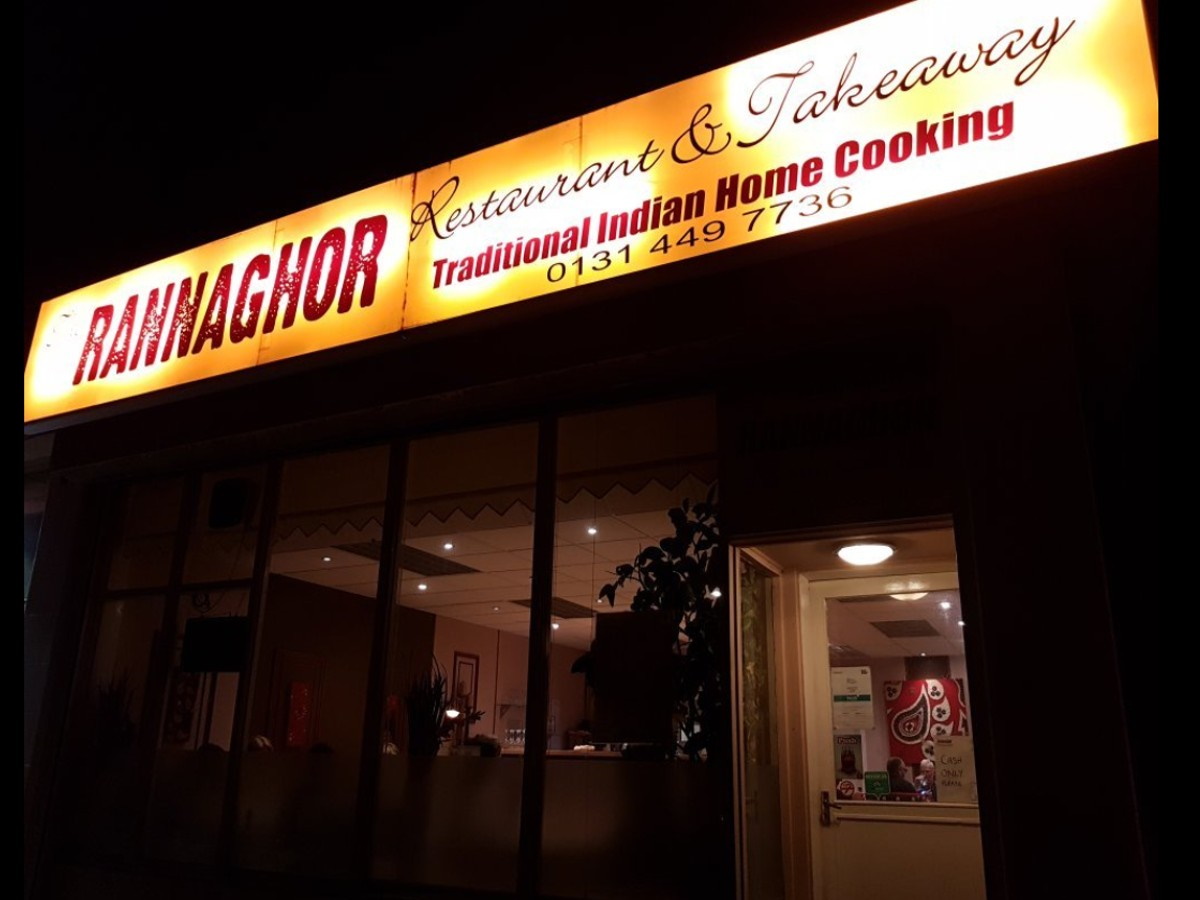 RANNAGHOR
Restaurant & Takeaway
Traditional Indian Home Cooking
0131 449 7736
CASH
ONLY